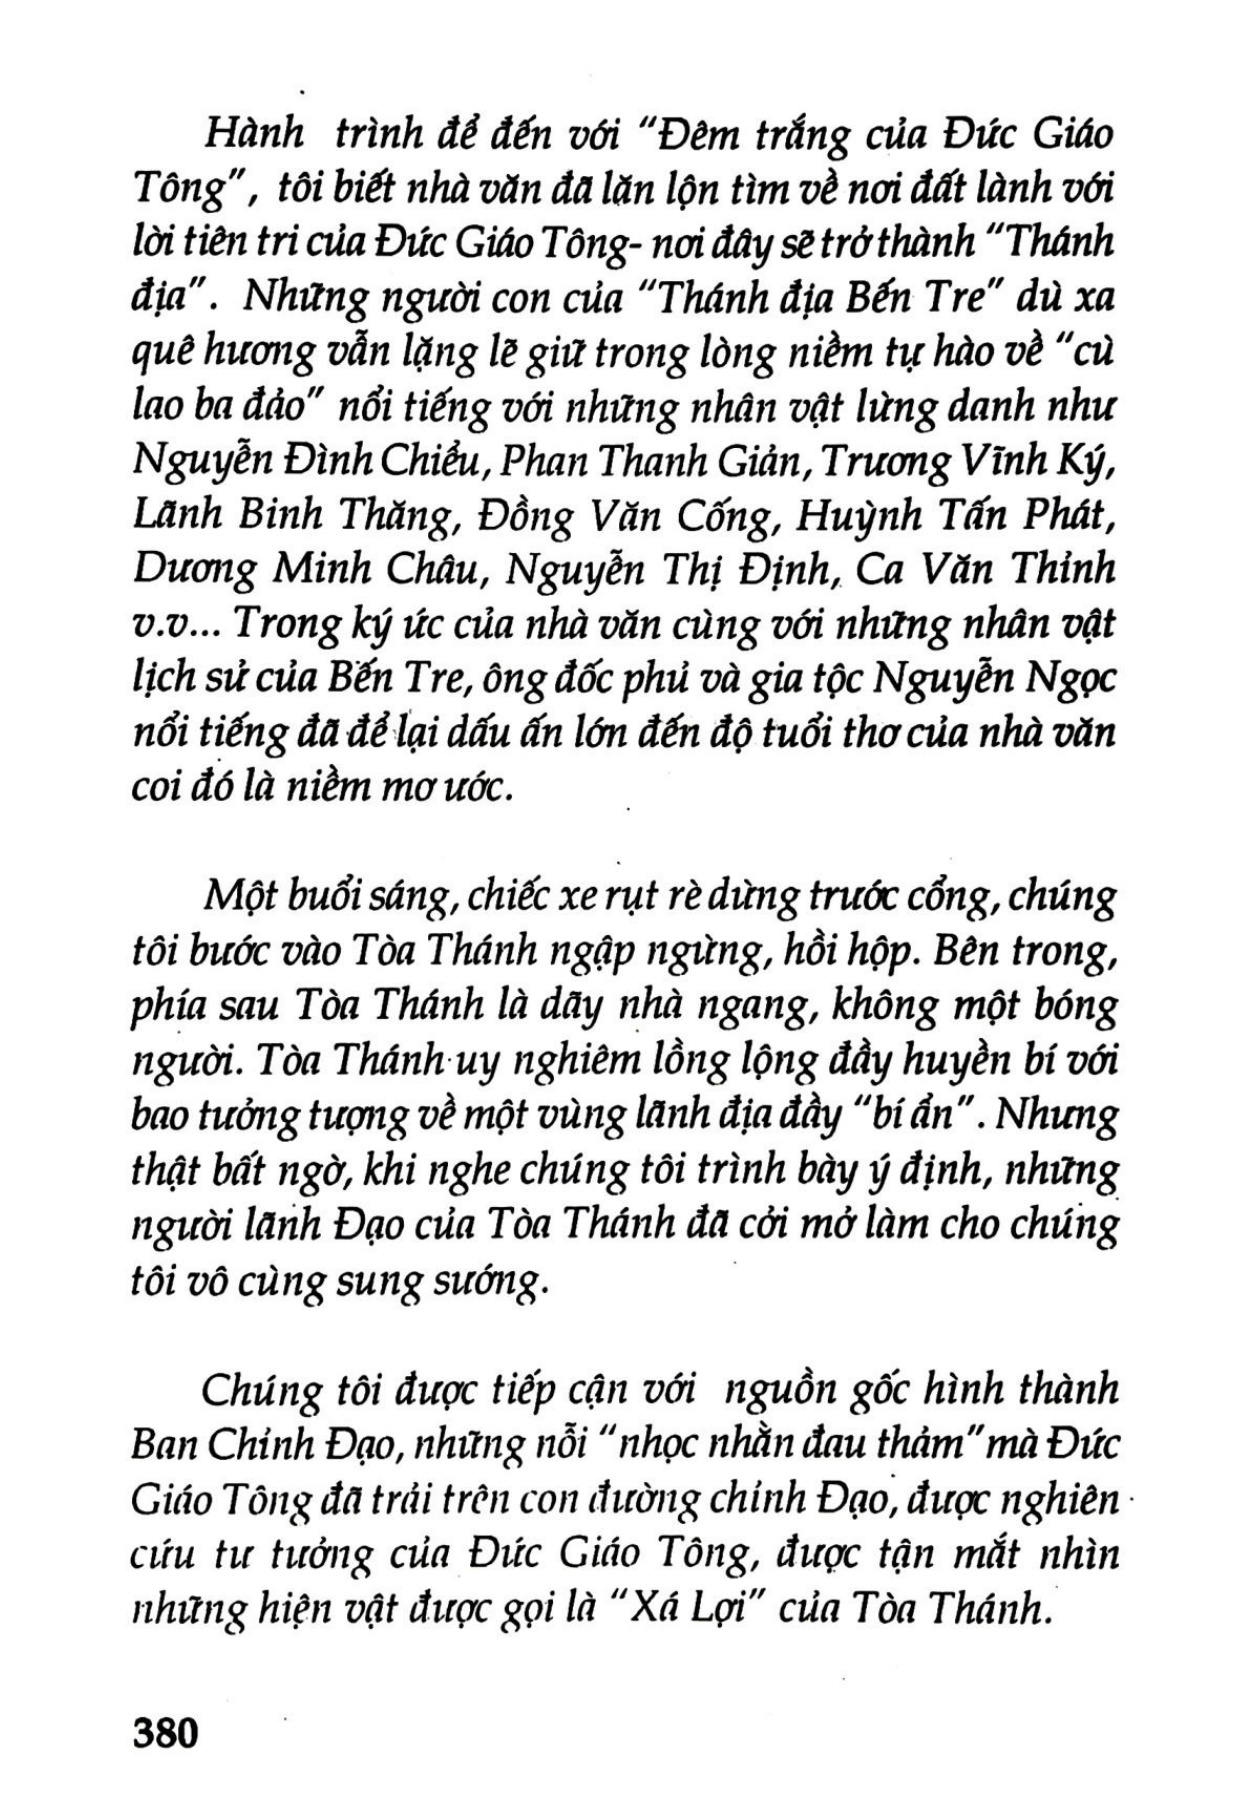 Hành trình để đến với "Đêm trắng của Đức Giáo
Tông", tôi biết nhà văn đã lặn lộn tìm về nơi đất lành với
lời tiên tri của Đức Giáo Tông- nơi đây sẽ trở thành "Thánh
địa". Những người con của "Thánh địa Bến Tre" dù xa
quê hương vẫn lặng lẽ giữ trong lòng niềm tự hào về "cù
lao ba đảo" nổi tiếng với những nhân vật lừng danh như
Nguyễn Đình Chiểu, Phan Thanh Giản, Trương Vĩnh Ký,
Lãnh Binh Thăng, Đồng Văn Cống, Huỳnh Tấn Phát,
Dương Minh Châu, Nguyễn Thị Định, Ca Văn Thỉnh
v.v... Trong ký ức của nhà văn cùng với những nhân vật
lịch sử của Bến Tre, ông đốc phủ và gia tộc Nguyễn Ngọc
nổi tiếng đã để lại dấu ấn lớn đến độ tuổi thơ của nhà văn
coi đó là niềm mơ ước.
Một buổi sáng, chiếc xe rụt rè dừng trước cổng, chúng
tôi bước vào Tòa Thánh ngập ngừng, hồi hộp. Bên trong,
phía sau Tòa Thánh là dãy nhà ngang, không một bóng
người. Tòa Thánh uy nghiêm lồng lộng đầy huyền bí với
bao tưởng tượng về một vùng lãnh địa đầy "bí ẩn". Nhưng
thật bất ngờ, khi nghe chúng tôi trình bày ý định, những
người lãnh Đạo của Tòa Thánh đã cởi mở làm cho chúng
tôi vô cùng sung sướng.
Chúng tôi được tiếp cận với nguồn gốc hình thành
Ban Chỉnh Đạo, những nỗi "nhọc nhằn đau thảm" mà Đức
Giáo Tông đã trải trên con đường chỉnh Đạo, được nghiên
cứu tư tưởng của Đức Giáo Tông, được tận mắt nhìn
những hiện vật được gọi là "Xá Lợi" của Tòa Thánh.
380